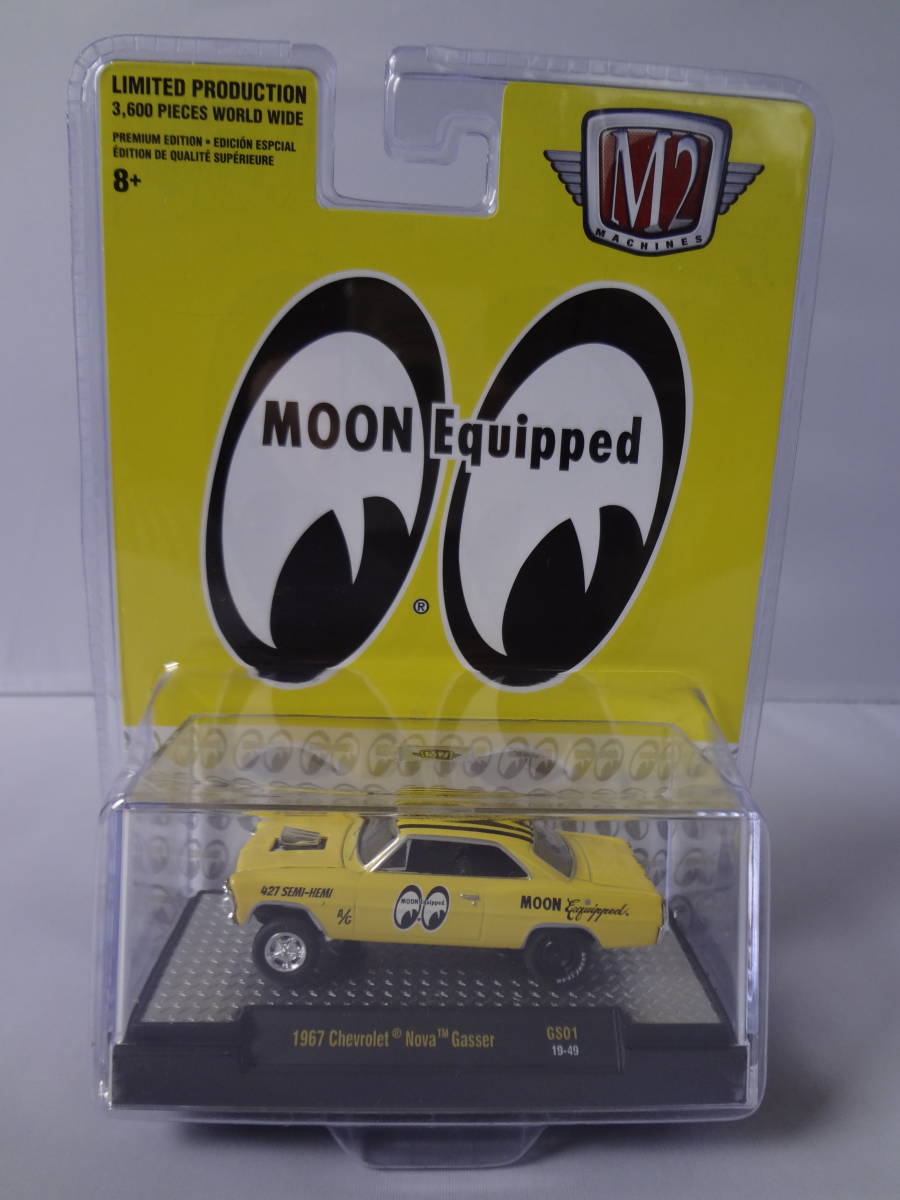 LIMITED PRODUCTION
3,600 PIECES WORLD WIDE
PREMIUM EDITION • EDICIÓN ESPCIAL
ÉDITION DE QUALITÉ SUPÉRIEURE
8+
M2
MACHINES
MOON Equipped
®
427 SEMI-HEMI
A/G
MOON Equipped
MOON Equipped.
1967 Chevrolet® Nova™ Gasser
GS01
19-49